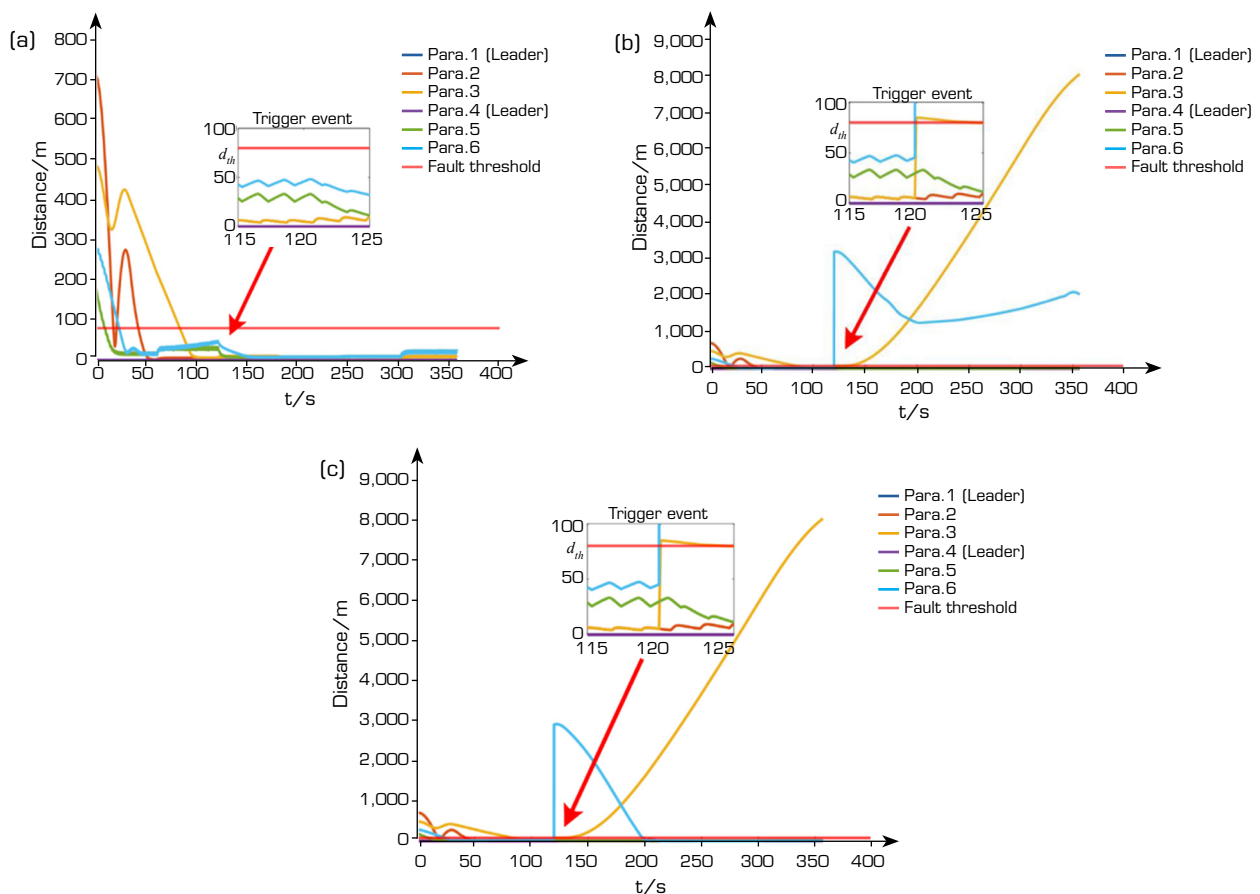 (a)
800
700
600
500
400
300
200
100
0
Distance/m
0 50 100 150 200 250 300 350 400
t/s
Trigger event
100
d_th
50
0
115 120 125
Para.1 (Leader)
Para.2
Para.3
Para.4 (Leader)
Para.5
Para.6
Fault threshold
(b)
9,000
8,000
7,000
6,000
5,000
4,000
3,000
2,000
1,000
0
Distance/m
0 50 100 150 200 250 300 350 400
t/s
Trigger event
100
d_th
50
0
115 120 125
Para.1 (Leader)
Para.2
Para.3
Para.4 (Leader)
Para.5
Para.6
Fault threshold
(c)
9,000
8,000
7,000
6,000
5,000
4,000
3,000
2,000
1,000
0
Distance/m
0 50 100 150 200 250 300 350 400
t/s
Trigger event
100
d_th
50
0
115 120 125
Para.1 (Leader)
Para.2
Para.3
Para.4 (Leader)
Para.5
Para.6
Fault threshold